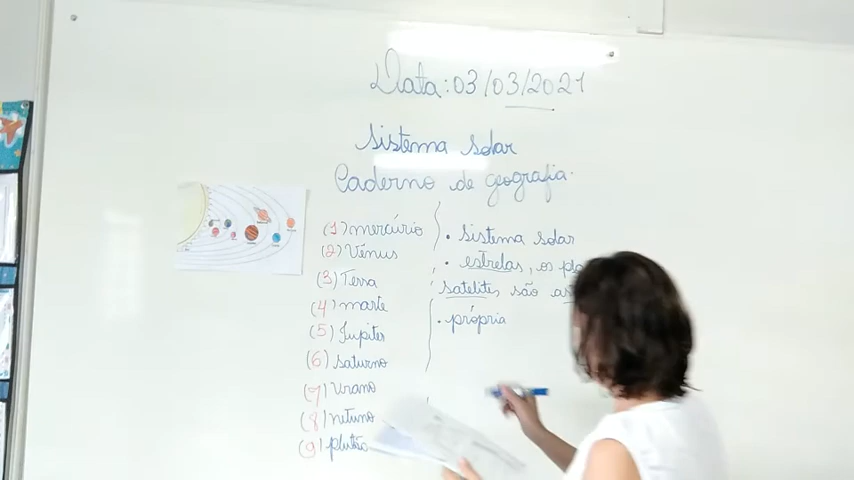 Data: 03/03/2021
Sistema solar
Caderno de geografia.
(1) mercúrio
(2) Vênus
(3) Terra
(4) marte
(5) Jupiter
(6) saturno
(7) Urano
(8) netuno
(9) plutão
• sistema solar
• estrelas, os
satelites, são
• própria